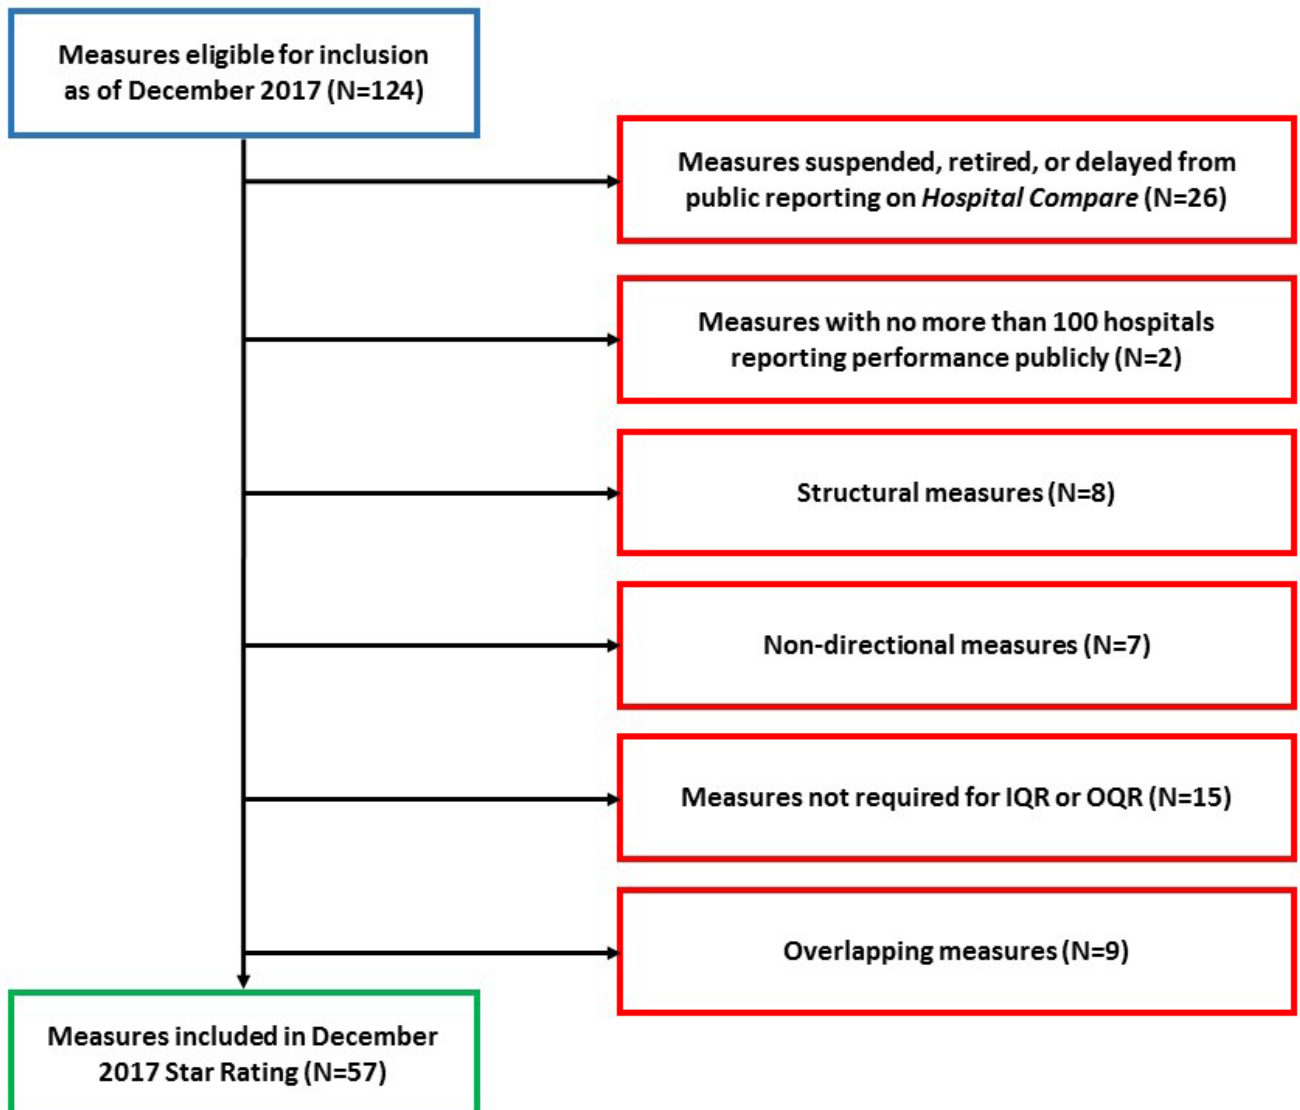 Measures eligible for inclusion
as of December 2017 (N=124)
Measures suspended, retired, or delayed from
public reporting on Hospital Compare (N=26)
Measures with no more than 100 hospitals
reporting performance publicly (N=2)
Structural measures (N=8)
Non-directional measures (N=7)
Measures not required for IQR or OQR (N=15)
Overlapping measures (N=9)
Measures included in December
2017 Star Rating (N=57)